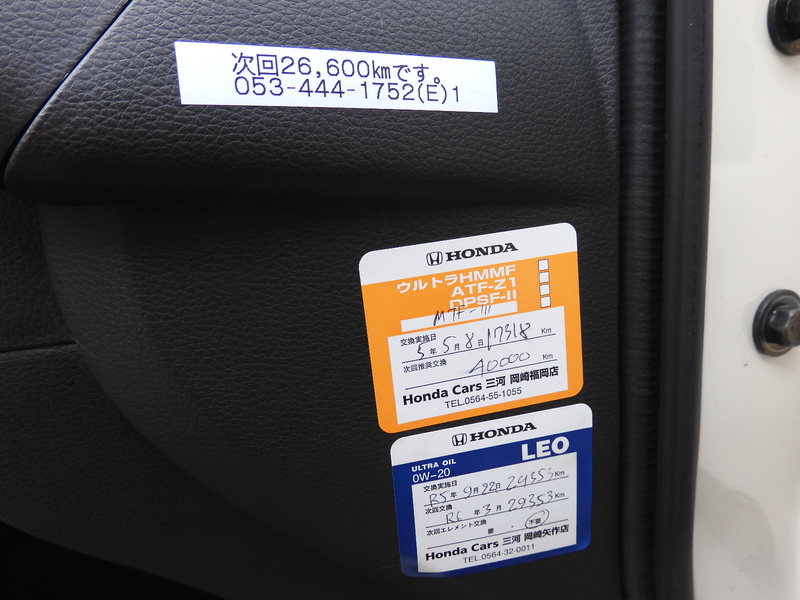 次回26,600㎞です。
053-444-1752(E)1
HONDA
ウルトラHMMF
ATF-Z1
DPSF-II
MTF-III
交換実施日
5年5月8日17318Km
次回推奨交換 40000 Km
Honda Cars 三河 岡崎福岡店
TEL.0564-55-1055
HONDA
ULTRA OIL LEO
0W-20
交換実施日
R5年9月22日24353Km
次回交換
R6年3月29353Km
次回エレメント交換 要・不要
Honda Cars 三河 岡崎矢作店
TEL.0564-32-0011